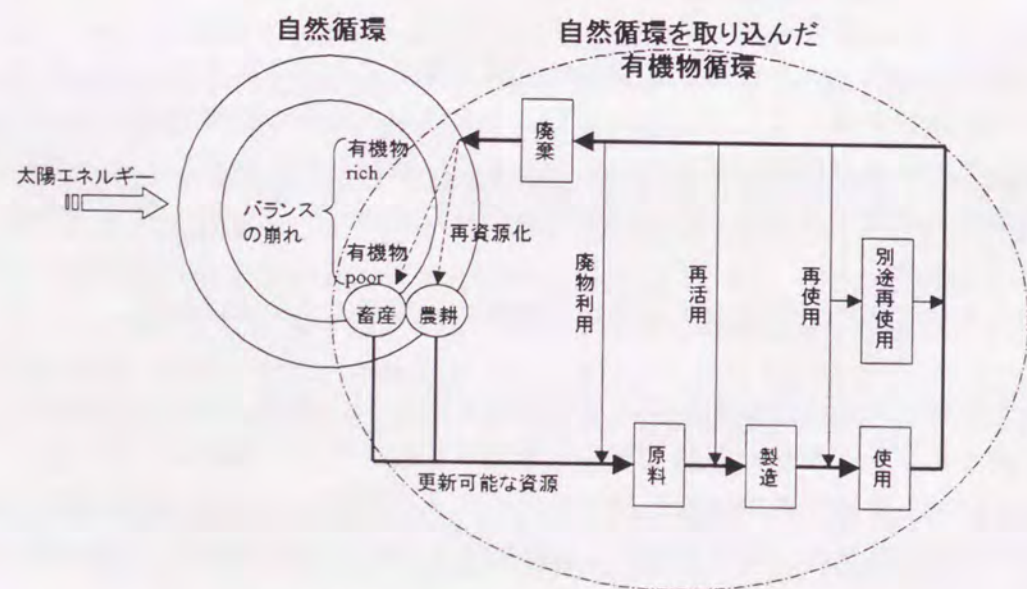 自然循環
自然循環を取り込んだ
有機物循環
太陽エネルギー
有機物
rich
バランス
の崩れ
有機物
poor
再資源化
畜産
農耕
廃棄
廃物利用
再活用
再使用
別途再使用
更新可能な資源
原料
製造
使用